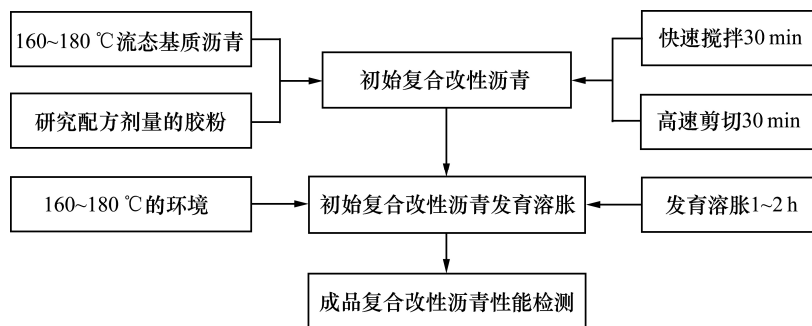 160~180 ℃流态基质沥青
快速搅拌30 min
初始复合改性沥青
研究配方剂量的胶粉
高速剪切30 min
160~180 ℃的环境
初始复合改性沥青发育溶胀
发育溶胀1~2 h
成品复合改性沥青性能检测